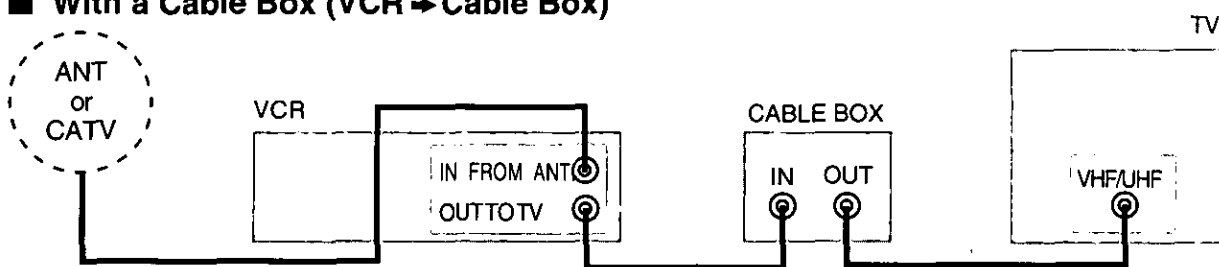 ■ With a Cable Box (VCR ➡ Cable Box)
TV
ANT
or
CATV
VCR
IN FROM ANT.
OUT TO TV
CABLE BOX
IN OUT
VHF/UHF